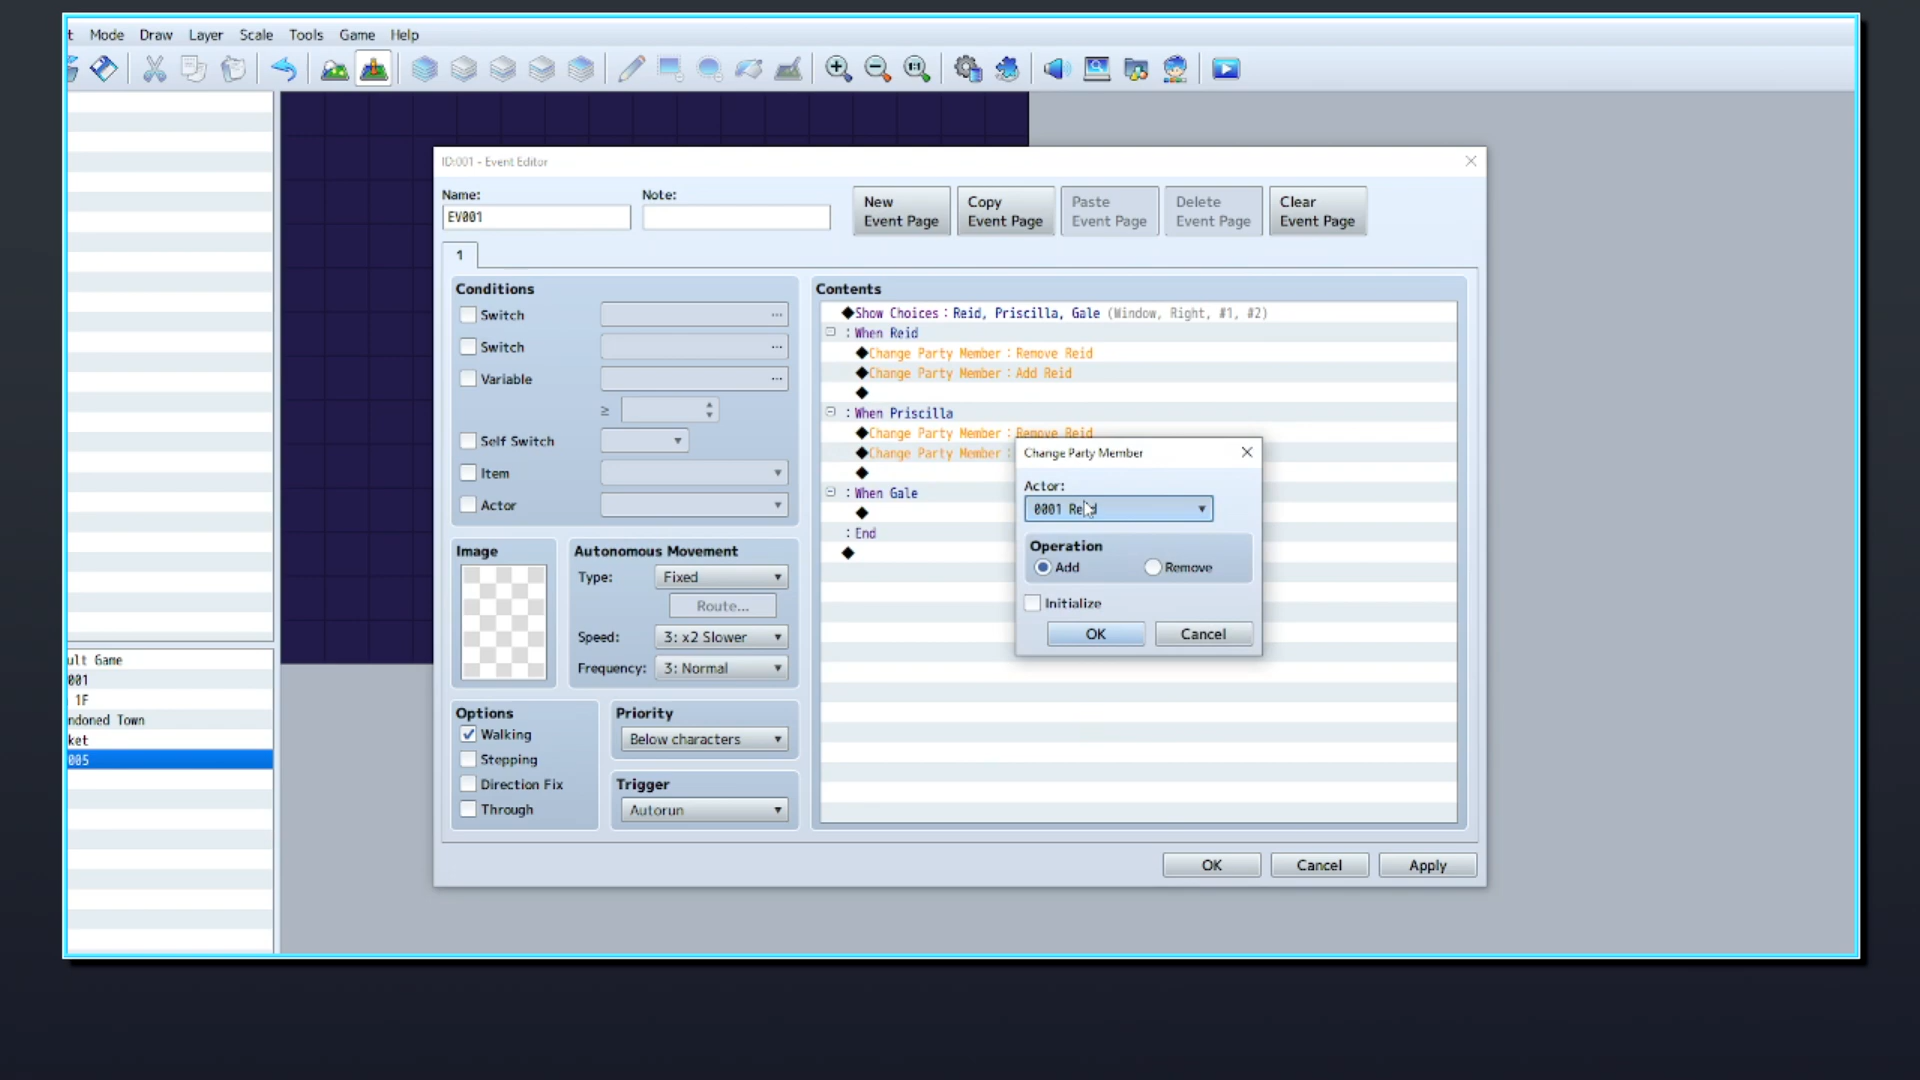 t Mode Draw Layer Scale Tools Game Help
ID:001 - Event Editor
Name:
Note:
EV001
New Event Page
Copy Event Page
Paste Event Page
Delete Event Page
Clear Event Page
1
Conditions
Switch ...
Switch ...
Variable ...
≥
Self Switch
Item
Actor
Image
Autonomous Movement
Type: Fixed
Route...
Speed: 3: x2 Slower
Frequency: 3: Normal
Options
Walking
Stepping
Direction Fix
Through
Priority
Below characters
Trigger
Autorun
Contents
◆Show Choices：Reid, Priscilla, Gale (Window, Right, #1, #2)
：When Reid
◆Change Party Member：Remove Reid
◆Change Party Member：Add Reid
◆
：When Priscilla
◆Change Party Member：Remove Reid
◆Change Party Member：
◆
：When Gale
◆
：End
◆
Change Party Member
Actor:
0001 Reid
Operation
Add Remove
Initialize
OK Cancel
OK Cancel Apply
ult Game
001
1F
ndoned Town
ket
005